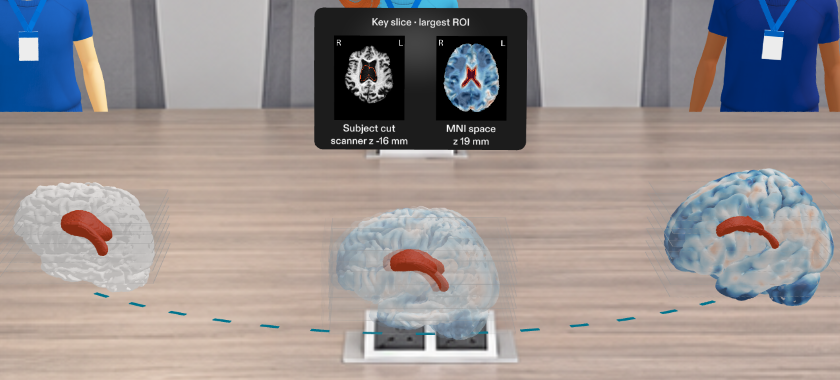 Key slice · largest ROI
R L R L
Subject cut MNI space
scanner z -16 mm z 19 mm